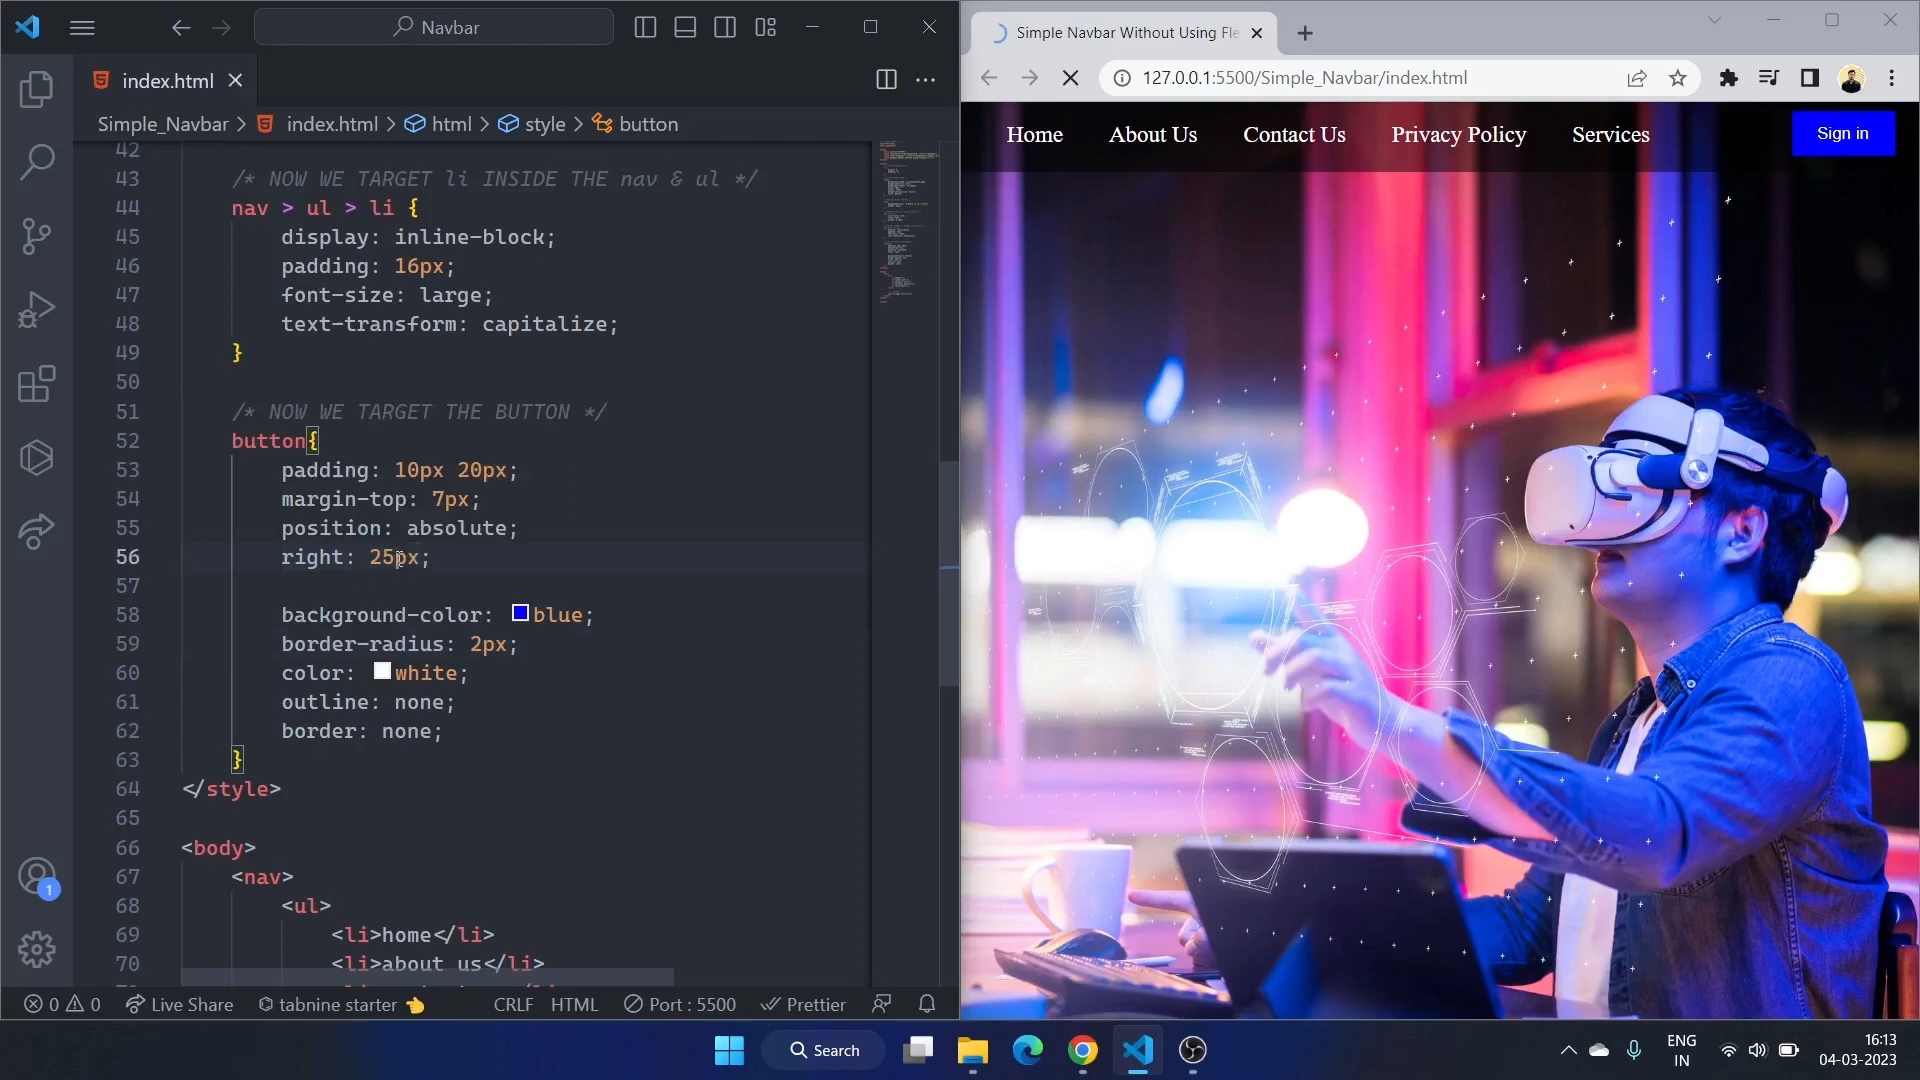 Navbar
index.html
Simple_Navbar > index.html > html > style > button
42
43 /* NOW WE TARGET li INSIDE THE nav & ul */
44 nav > ul > li {
45 display: inline-block;
46 padding: 16px;
47 font-size: large;
48 text-transform: capitalize;
49 }
50
51 /* NOW WE TARGET THE BUTTON */
52 button{
53 padding: 10px 20px;
54 margin-top: 7px;
55 position: absolute;
56 right: 25px;
57
58 background-color: blue;
59 border-radius: 2px;
60 color: white;
61 outline: none;
62 border: none;
63 }
64 </style>
65
66 <body>
67 <nav>
68 <ul>
69 <li>home</li>
70 <li>about us</li>
1
0 0 Live Share tabnine starter CRLF HTML Port : 5500 Prettier
Simple Navbar Without Using Fle
127.0.0.1:5500/Simple_Navbar/index.html
Home About Us Contact Us Privacy Policy Services Sign in
Search
ENG
IN
16:13
04-03-2023